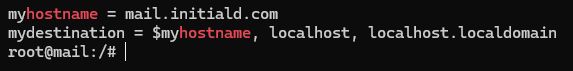 myhostname = mail.initiald.com
mydestination = $myhostname, localhost, localhost.localdomain
root@mail:/#